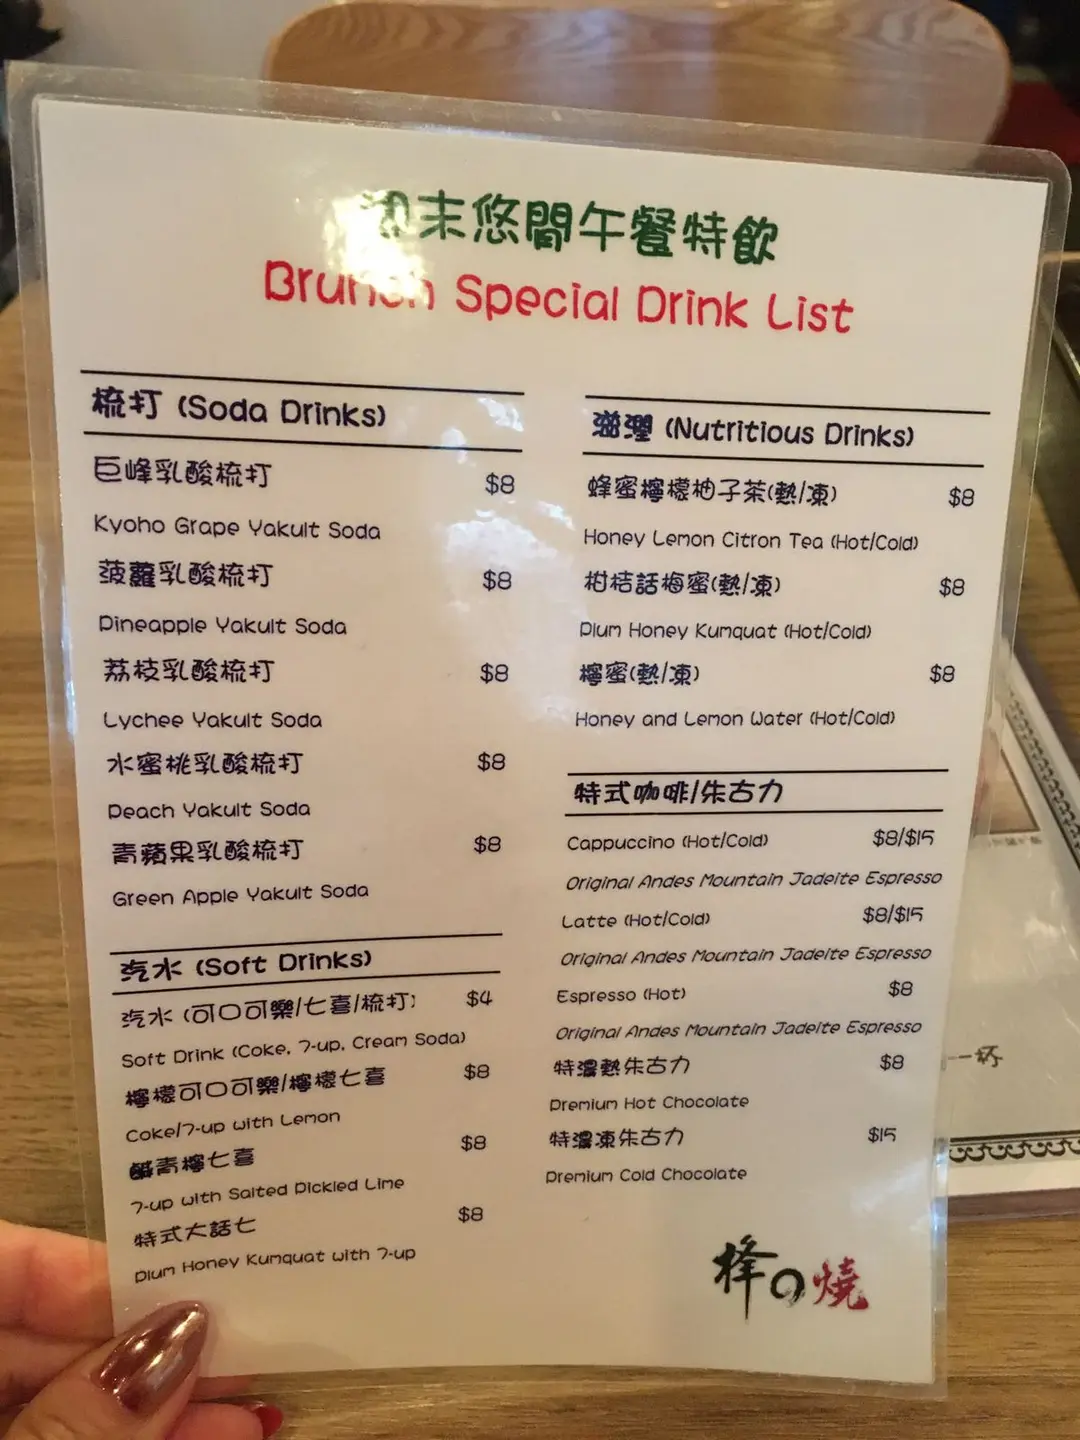 末悠閒午餐特飲
Brunch Special Drink List
梳打 (Soda Drinks)
巨峰乳酸梳打 $8
Kyoho Grape Yakult Soda
菠蘿乳酸梳打 $8
Pineapple Yakult Soda
荔枝乳酸梳打 $8
Lychee Yakult Soda
水蜜桃乳酸梳打 $8
Peach Yakult Soda
青蘋果乳酸梳打 $8
Green Apple Yakult Soda
汽水 (Soft Drinks)
汽水 (可口可樂/七喜/梳打) $4
Soft Drink (Coke, 7-up, Cream Soda)
檸檬可口可樂/檸檬七喜 $8
Coke/7-up with Lemon
鹹青檸七喜 $8
7-up with Salted Pickled Lime
特式大話七 $8
Plum Honey Kumquat with 7-up
滋潤 (Nutritious Drinks)
蜂蜜檸檬柚子茶(熱/凍) $8
Honey Lemon Citron Tea (Hot/Cold)
柑桔話梅蜜(熱/凍) $8
Plum Honey Kumquat (Hot/Cold)
檸蜜(熱/凍) $8
Honey and Lemon Water (Hot/Cold)
特式咖啡/朱古力
Cappuccino (Hot/Cold) $8/$15
Original Andes Mountain Jadeite Espresso
Latte (Hot/Cold) $8/$15
Original Andes Mountain Jadeite Espresso
Espresso (Hot) $8
Original Andes Mountain Jadeite Espresso
特濃熱朱古力 $8
Premium Hot Chocolate
特濃凍朱古力 $15
Premium Cold Chocolate
一杯
の燒